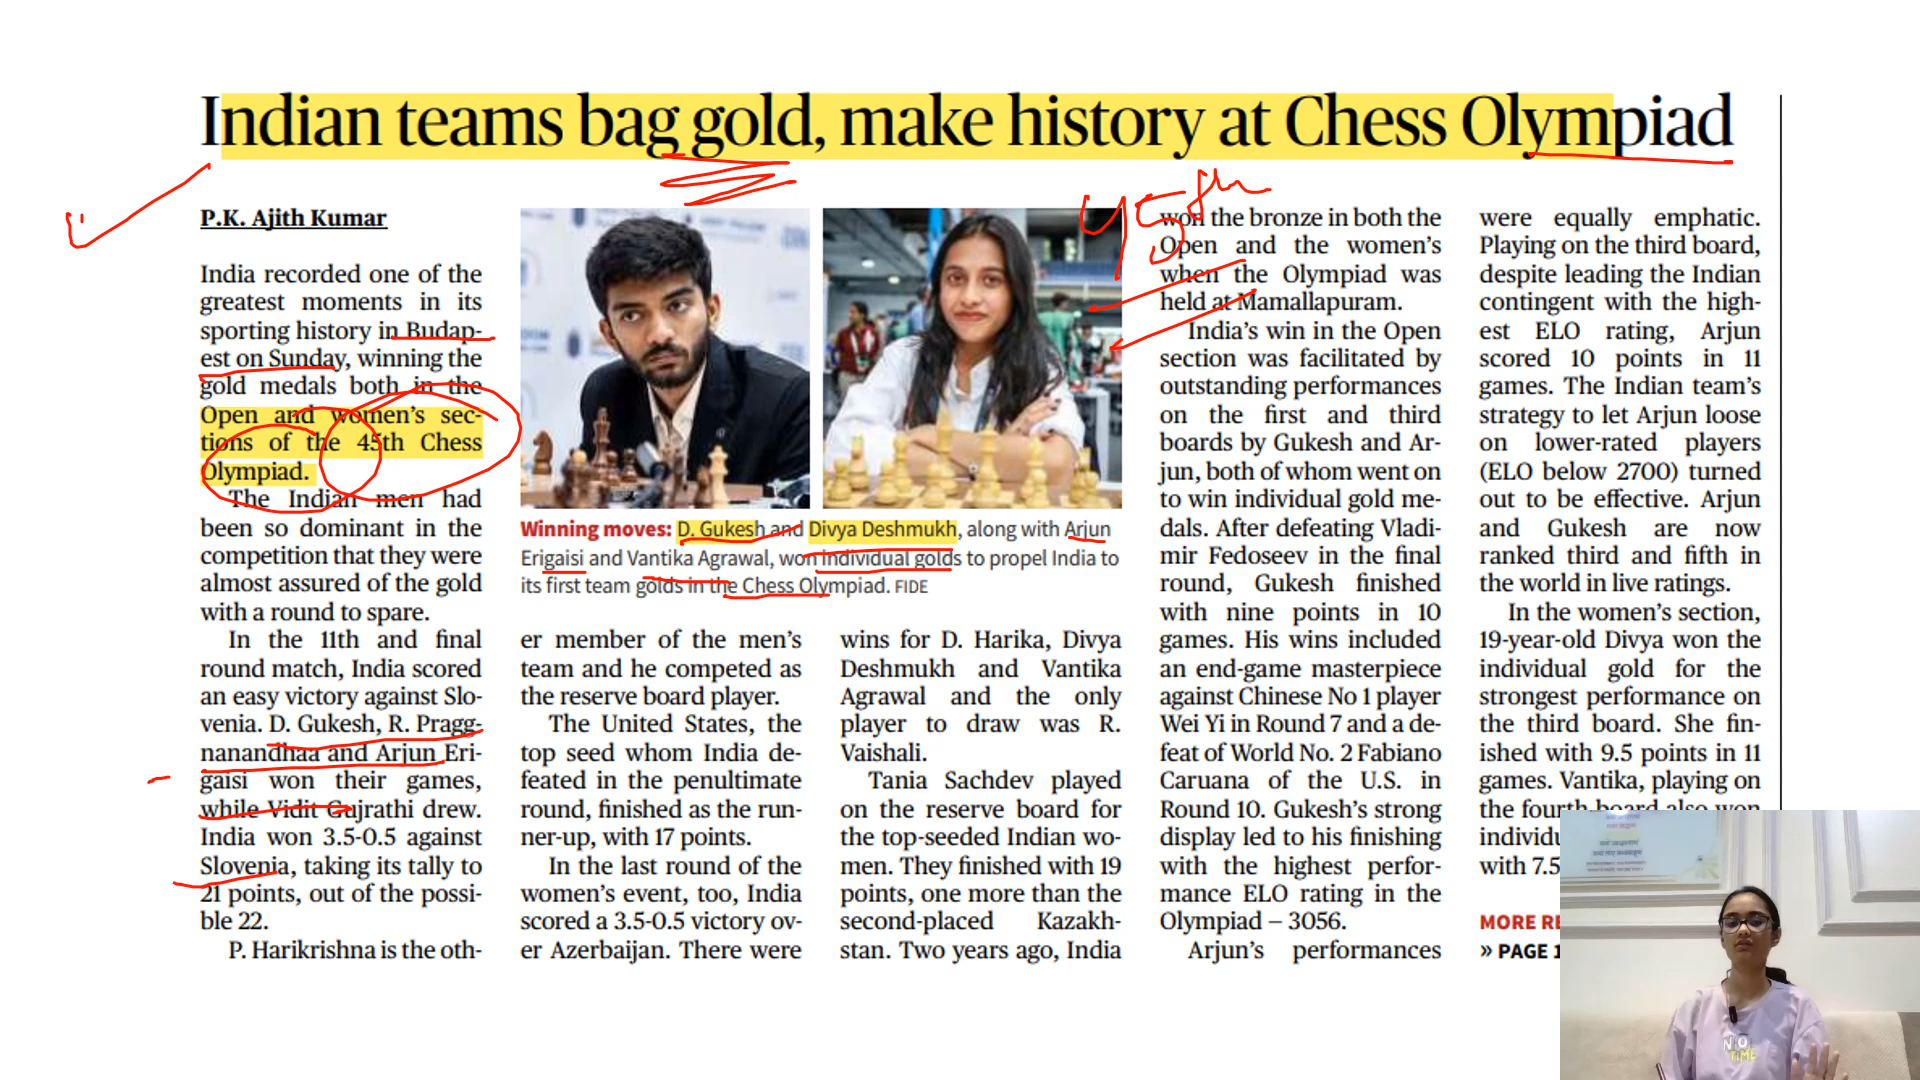 Indian teams bag gold, make history at Chess Olympiad
45th
P.K. Ajith Kumar
India recorded one of the
greatest moments in its
sporting history in Budap-
est on Sunday, winning the
gold medals both in the
Open and women's sec-
tions of the 45th Chess
Olympiad.
The Indian men had
been so dominant in the
competition that they were
almost assured of the gold
with a round to spare.
In the 11th and final
round match, India scored
an easy victory against Slo-
venia. D. Gukesh, R. Pragg-
nanandhaa and Arjun Eri-
gaisi won their games,
while Vidit Gujrathi drew.
India won 3.5-0.5 against
Slovenia, taking its tally to
21 points, out of the possi-
ble 22.
P. Harikrishna is the oth-
Winning moves: D. Gukesh and Divya Deshmukh, along with Arjun
Erigaisi and Vantika Agrawal, won individual golds to propel India to
its first team golds in the Chess Olympiad. FIDE
er member of the men's
team and he competed as
the reserve board player.
The United States, the
top seed whom India de-
feated in the penultimate
round, finished as the run-
ner-up, with 17 points.
In the last round of the
women's event, too, India
scored a 3.5-0.5 victory ov-
er Azerbaijan. There were
wins for D. Harika, Divya
Deshmukh and Vantika
Agrawal and the only
player to draw was R.
Vaishali.
Tania Sachdev played
on the reserve board for
the top-seeded Indian wo-
men. They finished with 19
points, one more than the
second-placed Kazakh-
stan. Two years ago, India
won the bronze in both the
Open and the women's
when the Olympiad was
held at Mamallapuram.
India's win in the Open
section was facilitated by
outstanding performances
on the first and third
boards by Gukesh and Ar-
jun, both of whom went on
to win individual gold me-
dals. After defeating Vladi-
mir Fedoseev in the final
round, Gukesh finished
with nine points in 10
games. His wins included
an end-game masterpiece
against Chinese No 1 player
Wei Yi in Round 7 and a de-
feat of World No. 2 Fabiano
Caruana of the U.S. in
Round 10. Gukesh's strong
display led to his finishing
with the highest perfor-
mance ELO rating in the
Olympiad – 3056.
Arjun's performances
were equally emphatic.
Playing on the third board,
despite leading the Indian
contingent with the high-
est ELO rating, Arjun
scored 10 points in 11
games. The Indian team's
strategy to let Arjun loose
on lower-rated players
(ELO below 2700) turned
out to be effective. Arjun
and Gukesh are now
ranked third and fifth in
the world in live ratings.
In the women's section,
19-year-old Divya won the
individual gold for the
strongest performance on
the third board. She fin-
ished with 9.5 points in 11
games. Vantika, playing on
the fourth board also won
individu
with 7.5
MORE RE
» PAGE 1
NO
TIME